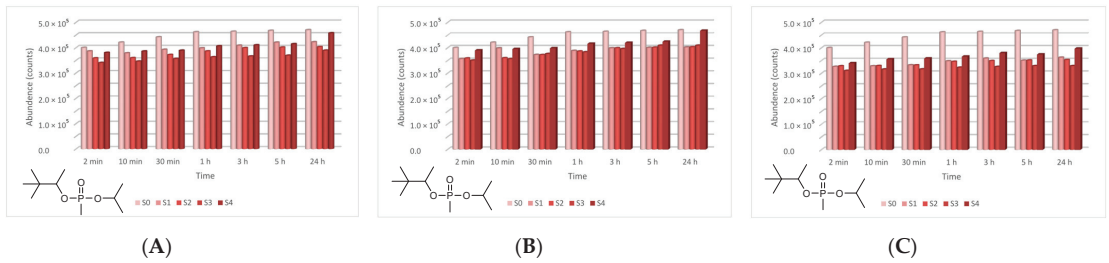 5.0 × 10⁵
4.0 × 10⁵
3.0 × 10⁵
2.0 × 10⁵
1.0 × 10⁵
0.0
Abundance (counts)
2 min 10 min 30 min 1 h 3 h 5 h 24 h
Time
O
O P O
S0 S1 S2 S3 S4
(A)
5.0 × 10⁵
4.0 × 10⁵
3.0 × 10⁵
2.0 × 10⁵
1.0 × 10⁵
0.0
Abundance (counts)
2 min 10 min 30 min 1 h 3 h 5 h 24 h
Time
O
O P O
S0 S1 S2 S3 S4
(B)
5.0 × 10⁵
4.0 × 10⁵
3.0 × 10⁵
2.0 × 10⁵
1.0 × 10⁵
0.0
Abundance (counts)
2 min 10 min 30 min 1 h 3 h 5 h 24 h
Time
O
O P O
S0 S1 S2 S3 S4
(C)